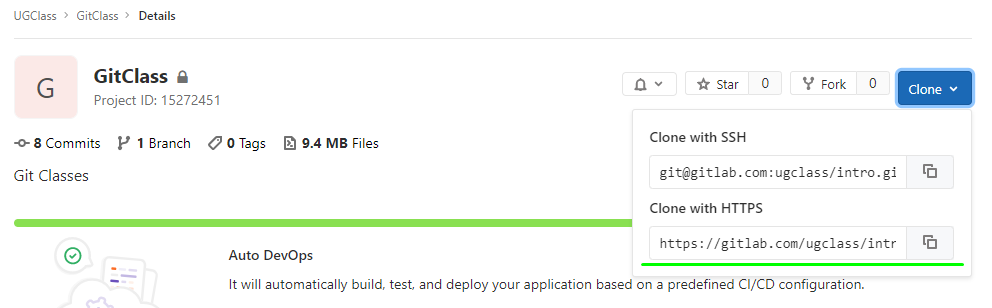 UGClass > GitClass > Details
G
GitClass
Project ID: 15272451
Star 0
Fork 0
Clone
8 Commits 1 Branch 0 Tags 9.4 MB Files
Git Classes
Clone with SSH
git@gitlab.com:ugclass/intro.gi
Clone with HTTPS
https://gitlab.com/ugclass/intr
Auto DevOps
It will automatically build, test, and deploy your application based on a predefined CI/CD configuration.